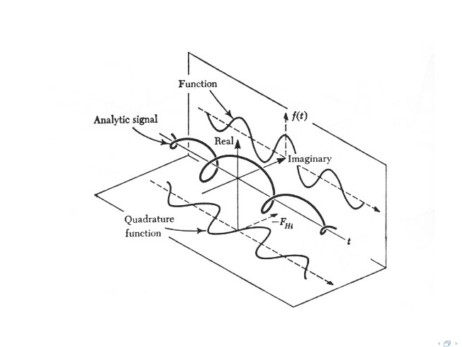 Function
f(t)
Analytic signal
Real
Imaginary
Quadrature
function
−F_Hi
t